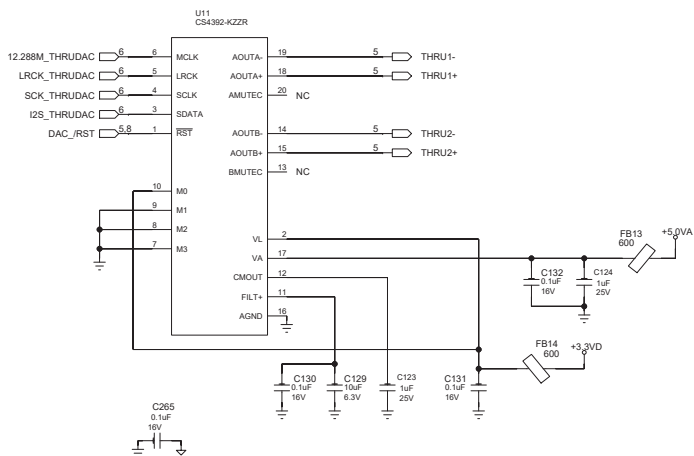 U11
CS4392-KZZR
12.288M_THRUDAC 6 6 MCLK AOUTA- 19 5 THRU1-
LRCK_THRUDAC 6 5 LRCK AOUTA+ 18 5 THRU1+
SCK_THRUDAC 6 4 SCLK AMUTEC 20 NC
I2S_THRUDAC 6 3 SDATA
DAC_/RST 5,8 1 RST AOUTB- 14 5 THRU2-
AOUTB+ 15 5 THRU2+
BMUTEC 13 NC
10 M0
9 M1
8 M2
7 M3
VL 2
VA 17
CMOUT 12
FILT+ 11
AGND 16
FB13
600
+5,0VA
C132
0.1uF
16V
C124
1uF
25V
FB14
600
+3,3VD
C130
0.1uF
16V
C129
10uF
6.3V
C123
1uF
25V
C131
0.1uF
16V
C265
0.1uF
16V